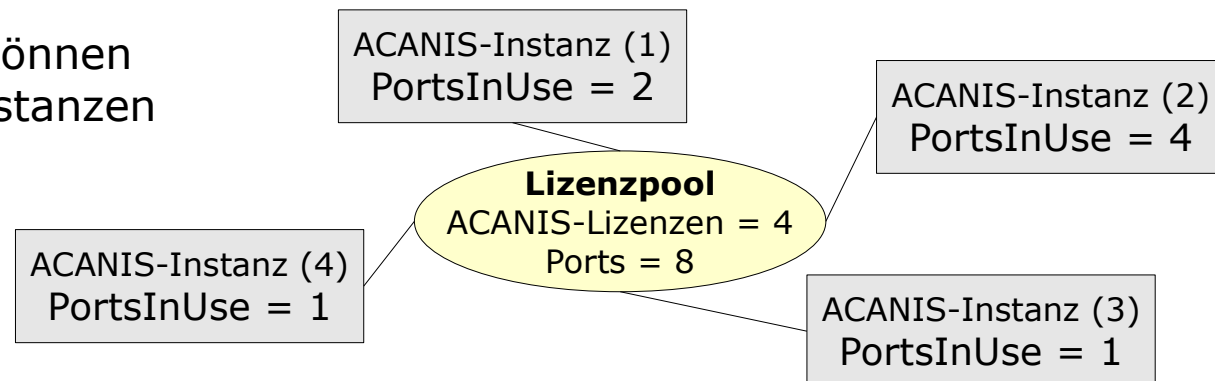 önnen
stanzen
ACANIS-Instanz (1)
PortsInUse = 2
ACANIS-Instanz (2)
PortsInUse = 4
Lizenzpool
ACANIS-Lizenzen = 4
Ports = 8
ACANIS-Instanz (4)
PortsInUse = 1
ACANIS-Instanz (3)
PortsInUse = 1